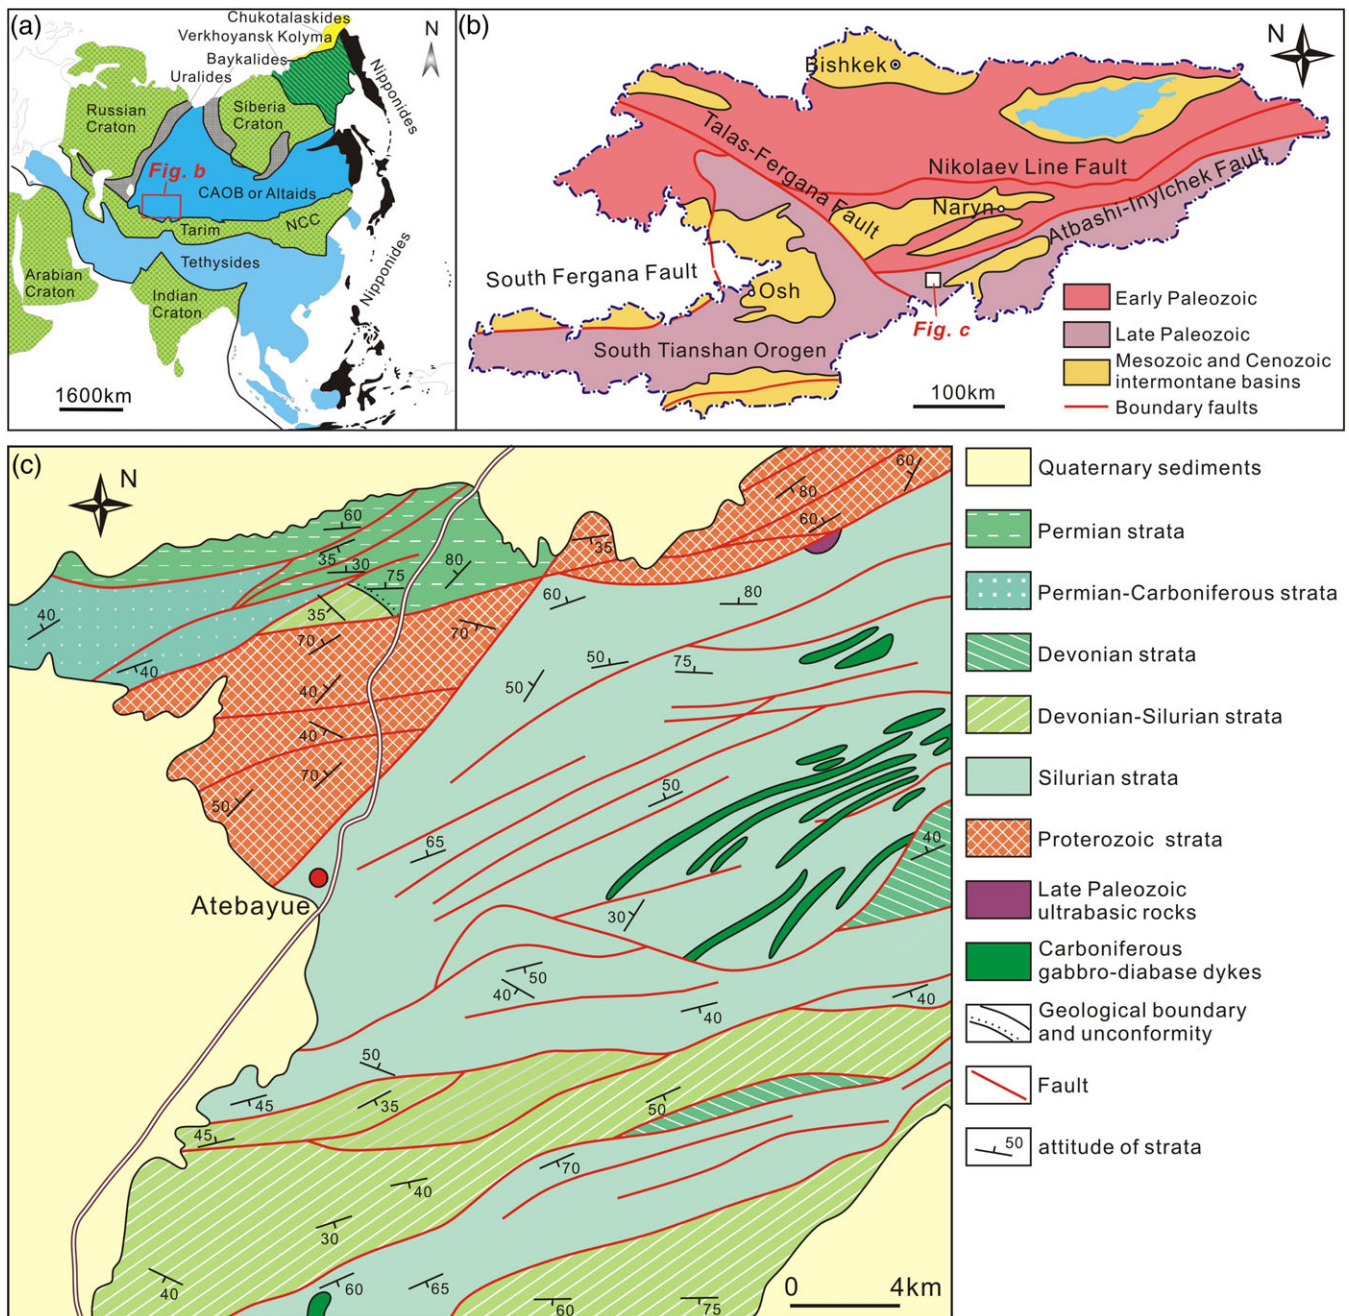 (a)
Chukotalaskides
Verkhoyansk Kolyma
Baykalides
Uralides
N
Nipponides
Russian
Craton
Siberia
Craton
Fig. b
CAOB or Altaids
NCC
Tarim
Tethysides
Arabian
Craton
Indian
Craton
Nipponides
1600km
(b)
N
Bishkek
Talas-Fergana Fault
Nikolaev Line Fault
Naryn
Atbashi-Inylchek Fault
South Fergana Fault
Osh
Fig. c
South Tianshan Orogen
Early Paleozoic
Late Paleozoic
Mesozoic and Cenozoic
intermontane basins
Boundary faults
100km
(c)
N
60
60
80
60
35
35
30
75
80
35
40
40
70
70
60
80
50
75
50
40
40
70
50
50
65
40
30
50
40
40
40
50
45
35
45
50
70
40
30
40
60
65
60
75
Atebayue
0 4km
Quaternary sediments
Permian strata
Permian-Carboniferous strata
Devonian strata
Devonian-Silurian strata
Silurian strata
Proterozoic strata
Late Paleozoic
ultrabasic rocks
Carboniferous
gabbro-diabase dykes
Geological boundary
and unconformity
Fault
50
attitude of strata